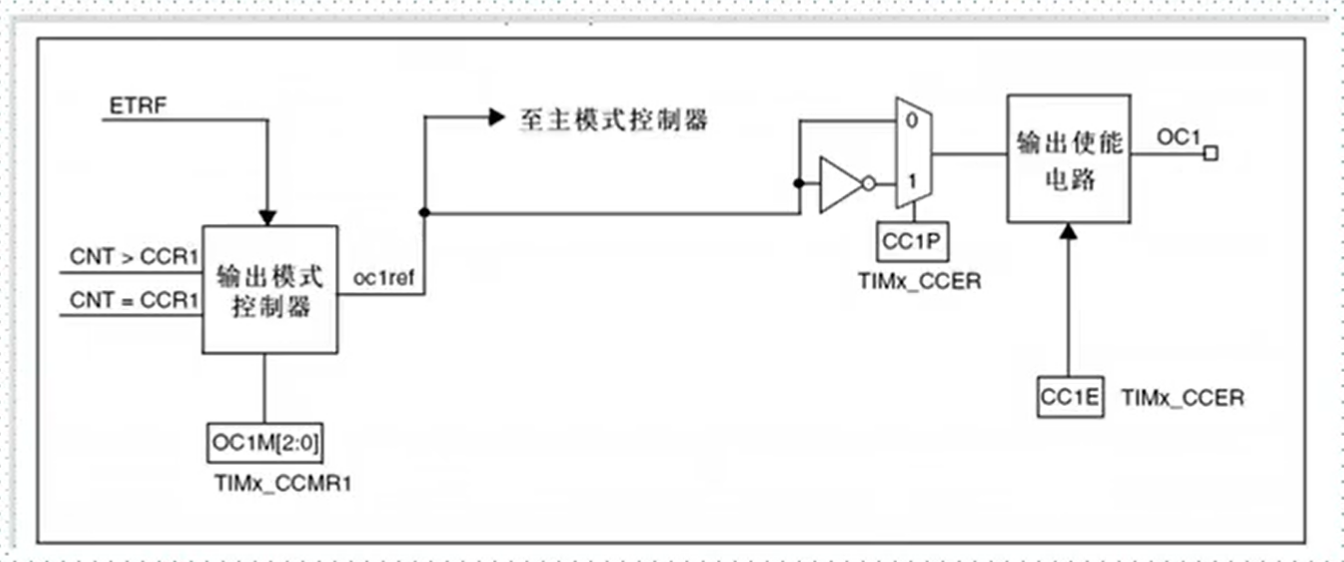 ETRF
至主模式控制器
0
1
输出使能
电路
OC1
CC1P
TIMx_CCER
CNT > CCR1
CNT = CCR1
输出模式
控制器
oc1ref
CC1E
TIMx_CCER
OC1M[2:0]
TIMx_CCMR1